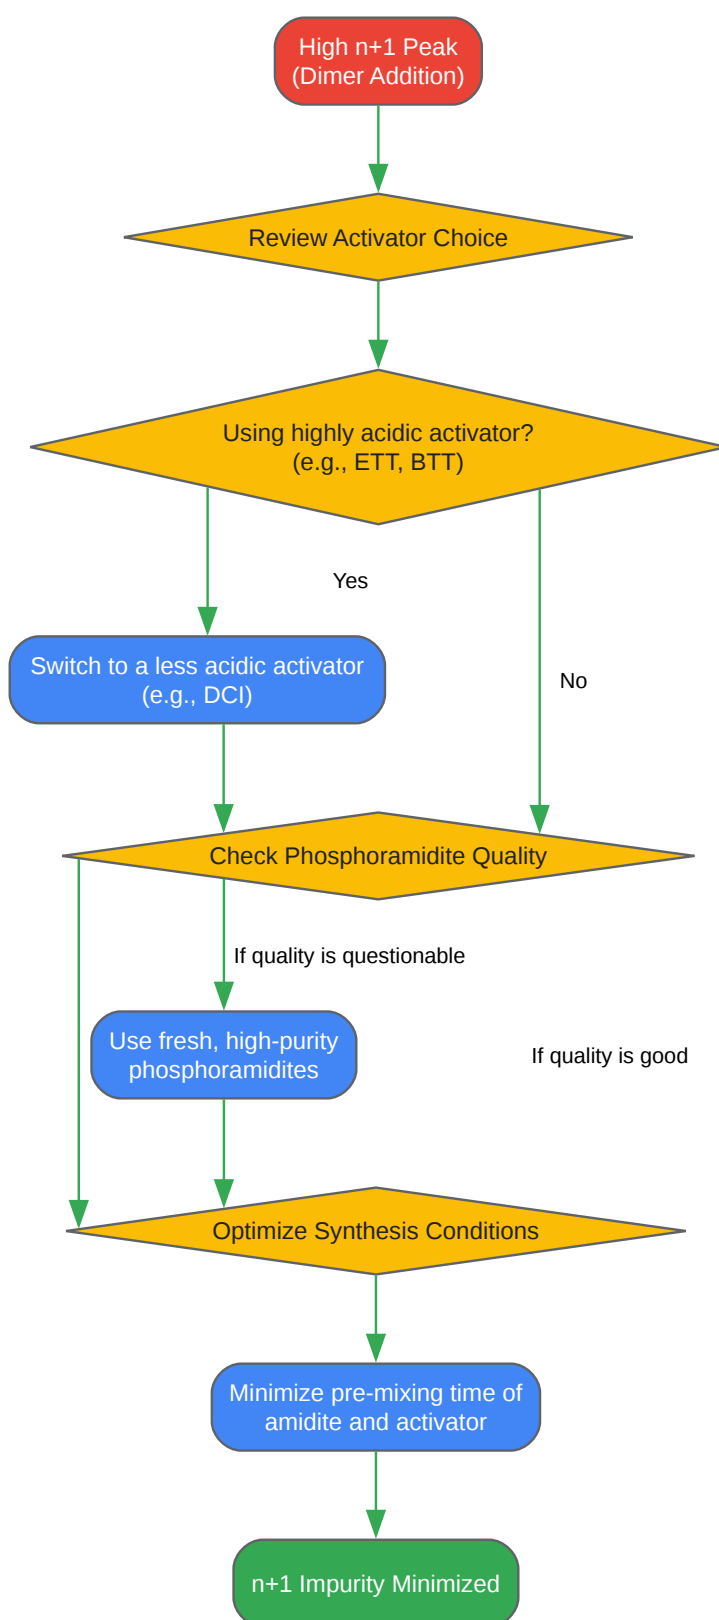 High n+1 Peak
(Dimer Addition)
Review Activator Choice
Using highly acidic activator?
(e.g., ETT, BTT)
Yes
Switch to a less acidic activator
(e.g., DCI)
No
Check Phosphoramidite Quality
If quality is questionable
Use fresh, high-purity
phosphoramidites
If quality is good
Optimize Synthesis Conditions
Minimize pre-mixing time of
amidite and activator
n+1 Impurity Minimized